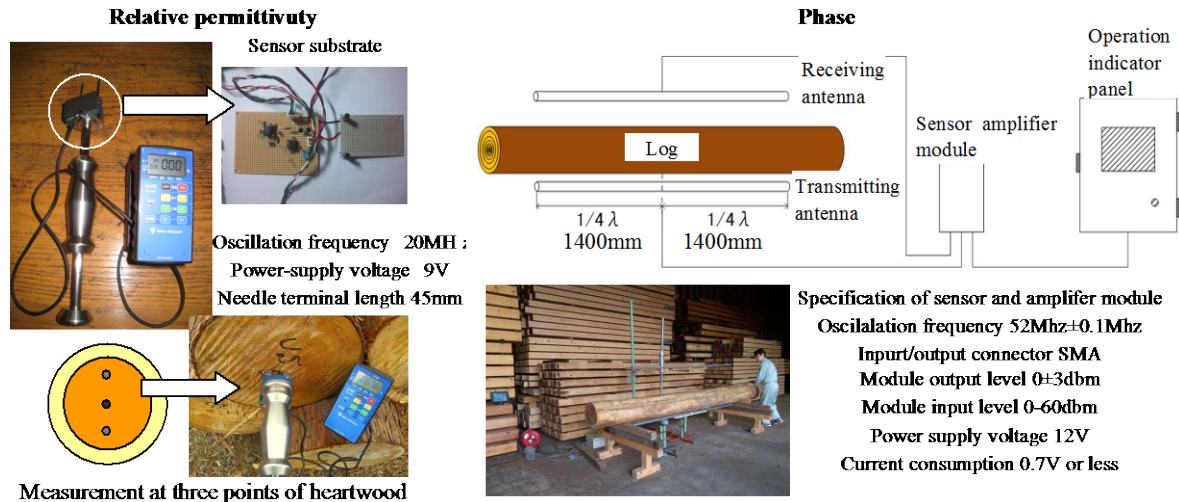 Relative permittivuty
Sensor substrate
Oscillation frequency 20MH z
Power-supply voltage 9V
Needle terminal length 45mm
Measurement at three points of heartwood
Phase
Receiving
antenna
Log
Transmitting
antenna
1/4 λ 1/4 λ
1400mm 1400mm
Sensor amplifier
module
Operation
indicator
panel
Specification of sensor and amplifer module
Oscilalation frequency 52Mhz±0.1Mhz
Inpurt/output connector SMA
Module output level 0±3dbm
Module input level 0-60dbm
Power supply voltage 12V
Current consumption 0.7V or less